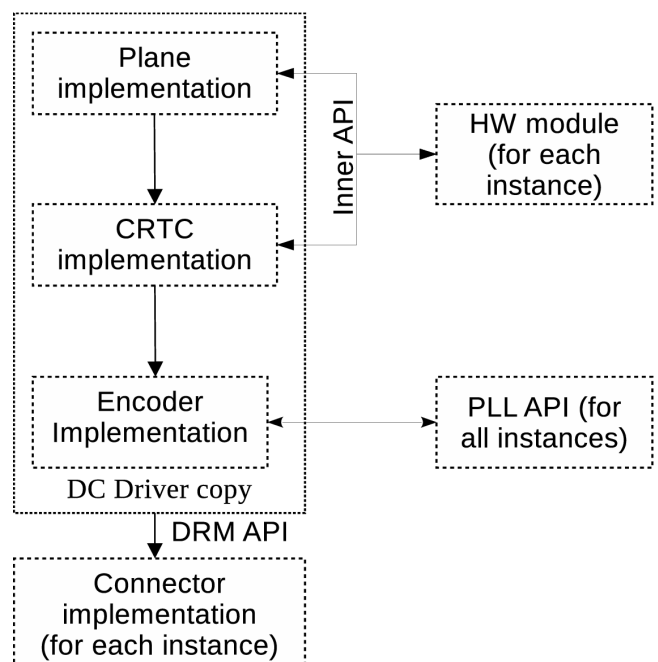 Plane
implementation
Inner API
HW module
(for each
instance)
CRTC
implementation
Encoder
Implementation
PLL API (for
all instances)
DC Driver copy
DRM API
Connector
implementation
(for each instance)